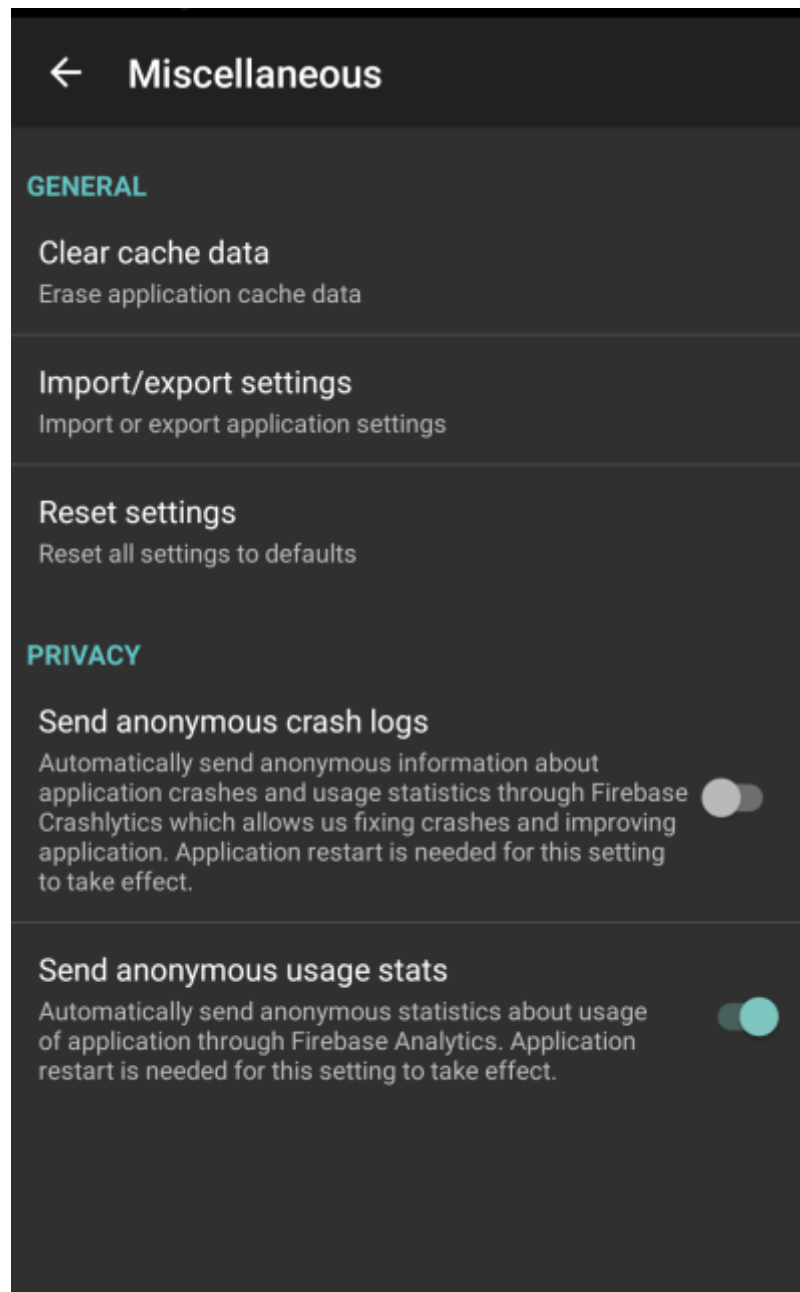 Miscellaneous
GENERAL
Clear cache data
Erase application cache data
Import/export settings
Import or export application settings
Reset settings
Reset all settings to defaults
PRIVACY
Send anonymous crash logs
Automatically send anonymous information about
application crashes and usage statistics through Firebase
Crashlytics which allows us fixing crashes and improving
application. Application restart is needed for this setting
to take effect.
Send anonymous usage stats
Automatically send anonymous statistics about usage
of application through Firebase Analytics. Application
restart is needed for this setting to take effect.